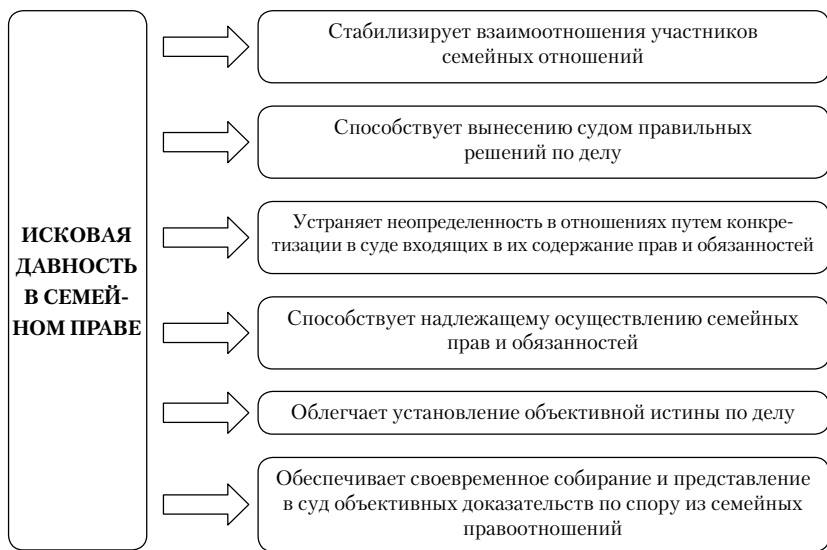 ИСКОВАЯ
ДАВНОСТЬ
В СЕМЕЙ-
НОМ ПРАВЕ
Стабилизирует взаимоотношения участников
семейных отношений
Способствует вынесению судом правильных
решений по делу
Устраняет неопределенность в отношениях путем конкре-
тизации в суде входящих в их содержание прав и обязанностей
Способствует надлежащему осуществлению семейных
прав и обязанностей
Облегчает установление объективной истины по делу
Обеспечивает своевременное собирание и представление
в суд объективных доказательств по спору из семейных
правоотношений